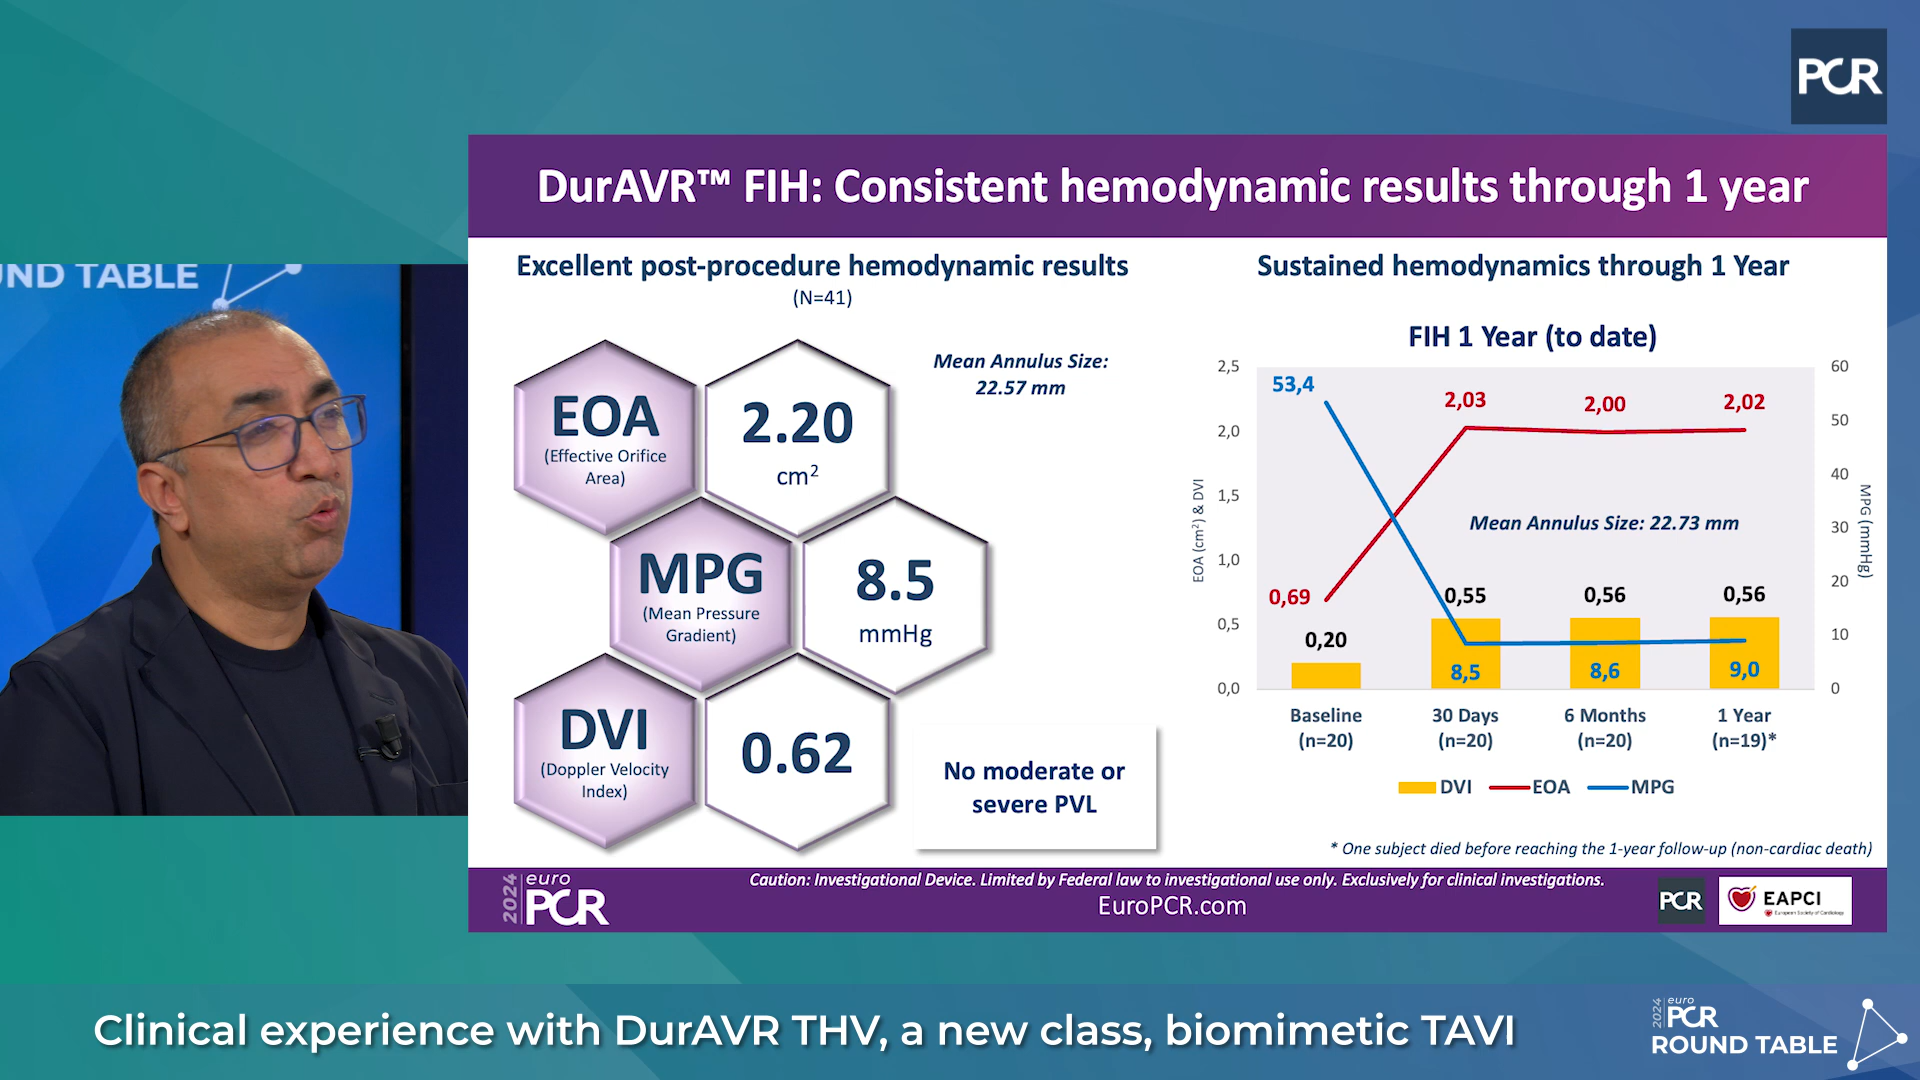 PCR
DurAVR™ FIH: Consistent hemodynamic results through 1 year
UND TABLE
Excellent post-procedure hemodynamic results
(N=41)
Mean Annulus Size:
22.57 mm
EOA
(Effective Orifice
Area)
2.20
cm²
MPG
(Mean Pressure
Gradient)
8.5
mmHg
DVI
(Doppler Velocity
Index)
0.62
No moderate or
severe PVL
Sustained hemodynamics through 1 Year
FIH 1 Year (to date)
2,5
2,0
1,5
1,0
0,5
0,0
EOA (cm²) & DVI
60
50
40
30
20
10
0
MPG (mmHg)
53,4
2,03
2,00
2,02
Mean Annulus Size: 22.73 mm
0,69
0,55
0,56
0,56
0,20
8,5
8,6
9,0
Baseline
(n=20)
30 Days
(n=20)
6 Months
(n=20)
1 Year
(n=19)*
DVI EOA MPG
* One subject died before reaching the 1-year follow-up (non-cardiac death)
2024 euro
PCR
Caution: Investigational Device. Limited by Federal law to investigational use only. Exclusively for clinical investigations.
EuroPCR.com
PCR
EAPCI
European Society of Cardiology
Clinical experience with DurAVR THV, a new class, biomimetic TAVI
2024 euro
PCR
ROUND TABLE